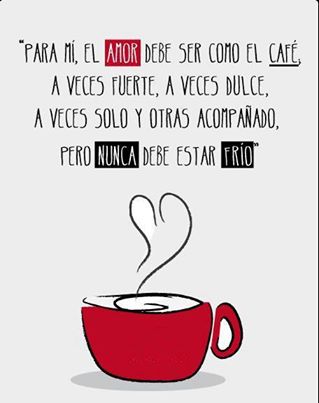 "PARA MÍ, EL AMOR DEBE SER COMO EL CAFÉ,
A VECES FUERTE, A VECES DULCE,
A VECES SOLO Y OTRAS ACOMPAÑADO,
PERO NUNCA DEBE ESTAR FRÍO"